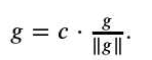 g = c · g / ‖g‖.